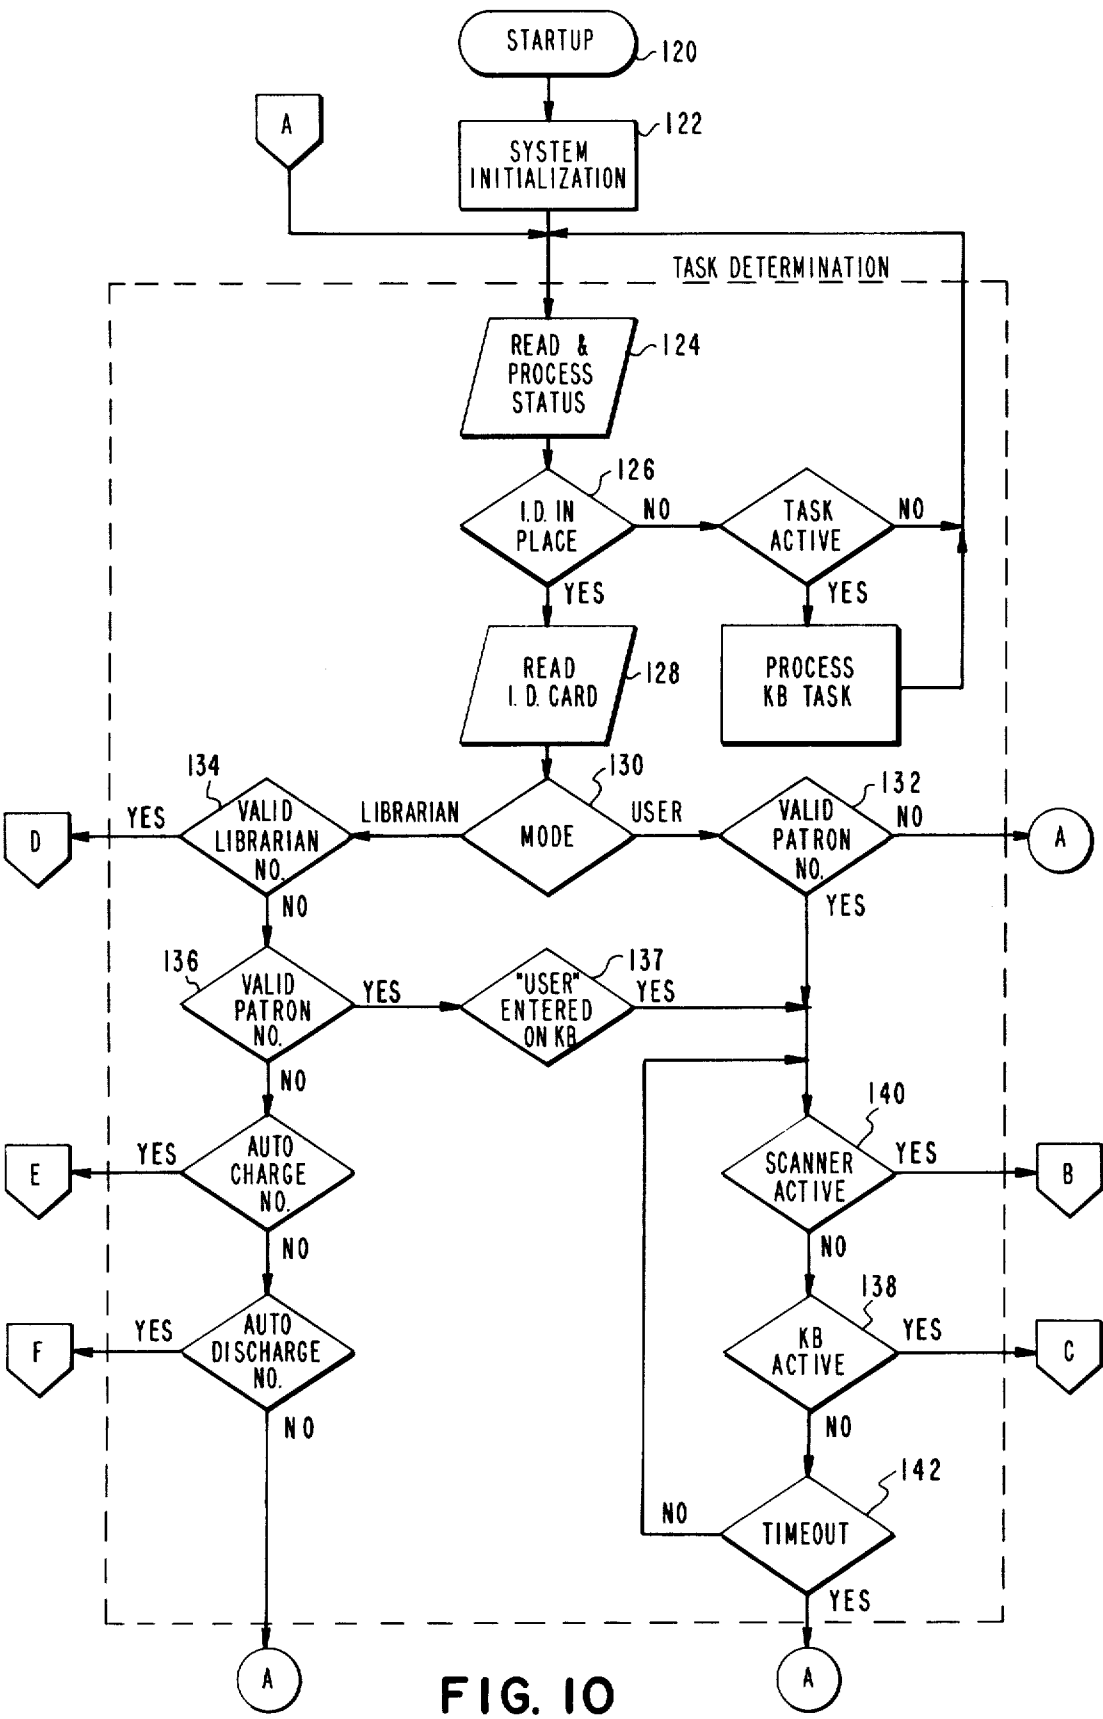 STARTUP
120
A
122
SYSTEM
INITIALIZATION
TASK DETERMINATION
READ &
PROCESS
STATUS
124
126
I.D. IN
PLACE
NO
TASK
ACTIVE
NO
YES
YES
READ
I.D. CARD
128
PROCESS
KB TASK
134
130
132
D
YES
VALID
LIBRARIAN
NO.
LIBRARIAN
MODE
USER
VALID
PATRON
NO.
NO
A
NO
YES
136
VALID
PATRON
NO.
YES
137
"USER"
ENTERED
ON KB
YES
NO
140
E
YES
AUTO
CHARGE
NO.
SCANNER
ACTIVE
YES
B
NO
NO
138
F
YES
AUTO
DISCHARGE
NO.
KB
ACTIVE
YES
C
NO
NO
142
NO
TIMEOUT
YES
A
A
FIG. 10